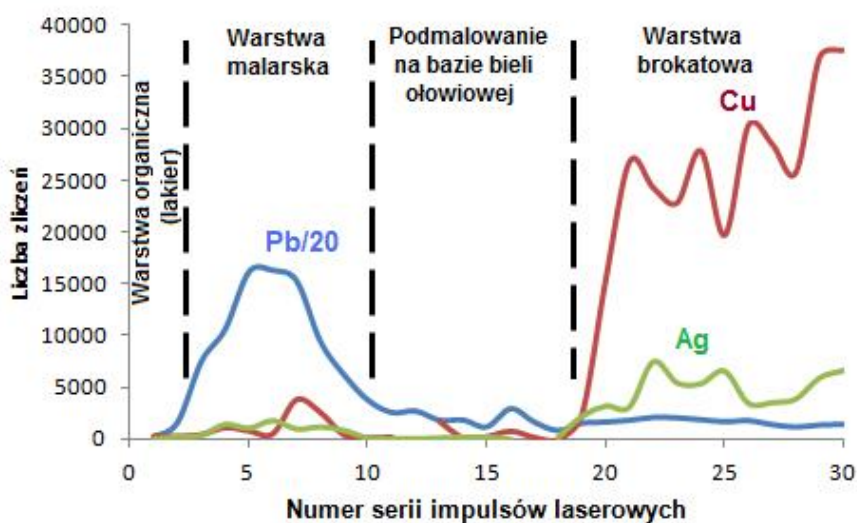 40000
35000
30000
25000
20000
15000
10000
5000
0
Liczba zliczeń
Warstwa organiczna
(lakier)
Warstwa
malarska
Podmalowanie
na bazie bieli
ołowiowej
Warstwa
brokatowa
Pb/20
Cu
Ag
0
5
10
15
20
25
30
Numer serii impulsów laserowych